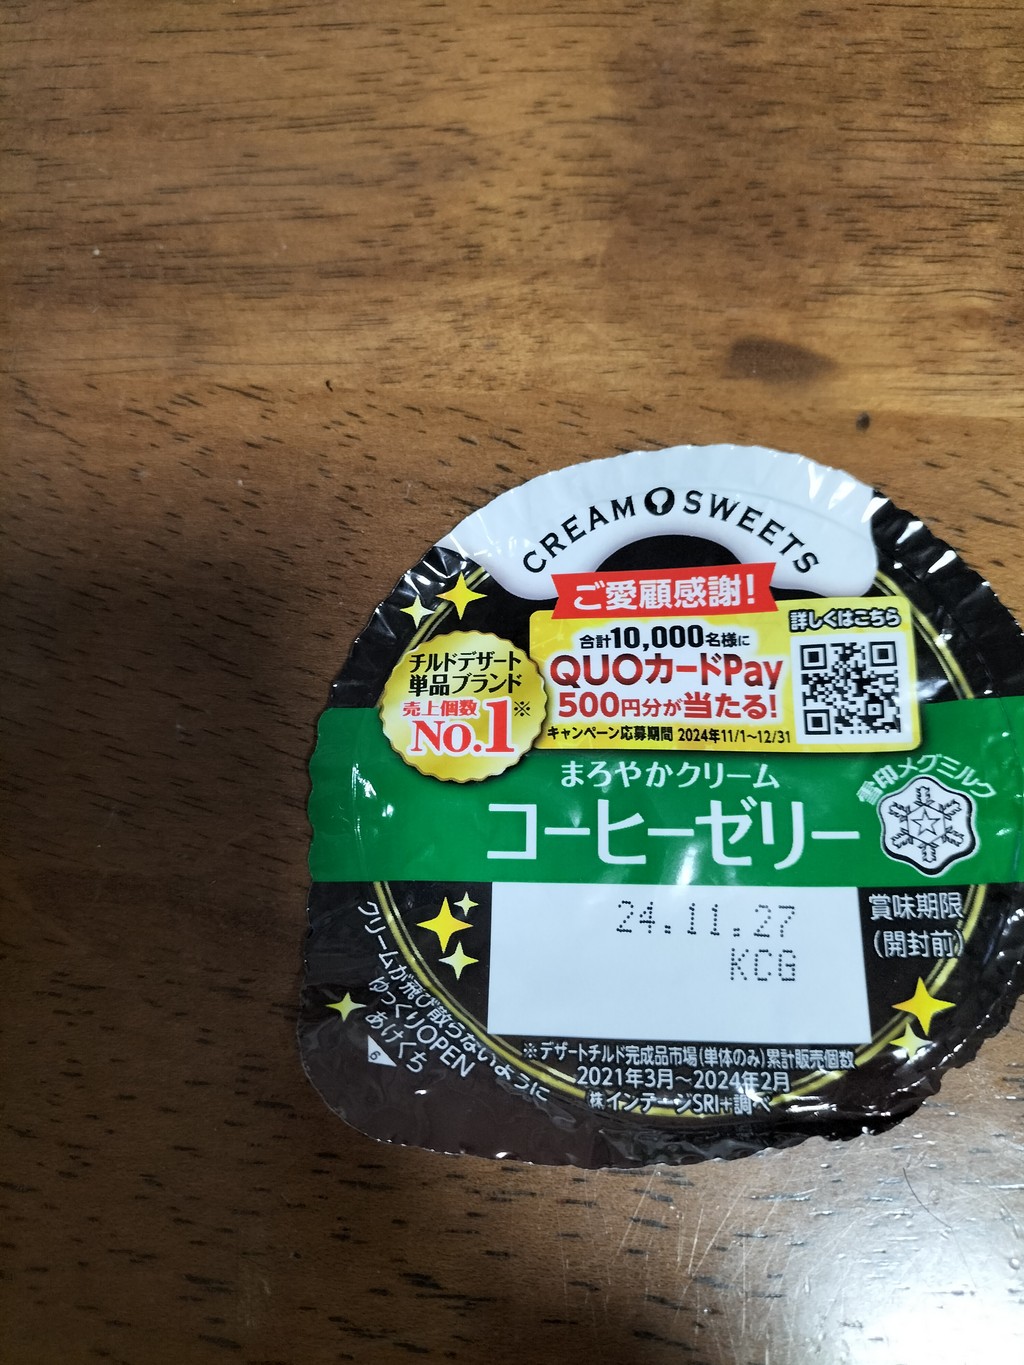 CREAM SWEETS
ご愛顧感謝!
合計10,000名様に
QUOカードPay
500円分が当たる!
キャンペーン応募期間 2024年11/1~12/31
詳しくはこちら
チルドデザート
単品ブランド
売上個数
No.1※
まろやかクリーム
コーヒーゼリー
雪印メグミルク
24.11.27
KCG
賞味期限
(開封前)
クリームが飛び散らないように
ゆっくりOPEN
あけくち
6
※デザートチルド完成品市場(単体のみ)累計販売個数
2021年3月~2024年2月
㈱インテージSRI+調べ